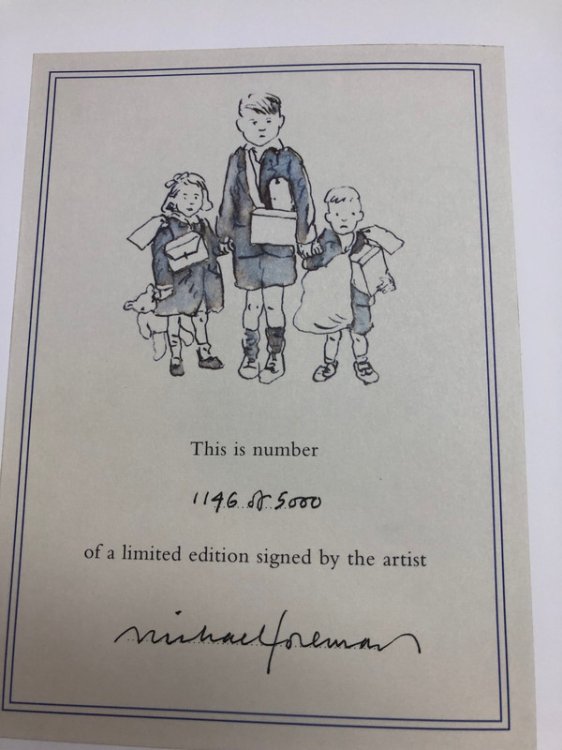 This is number
1146 of 5000
of a limited edition signed by the artist
michael foreman